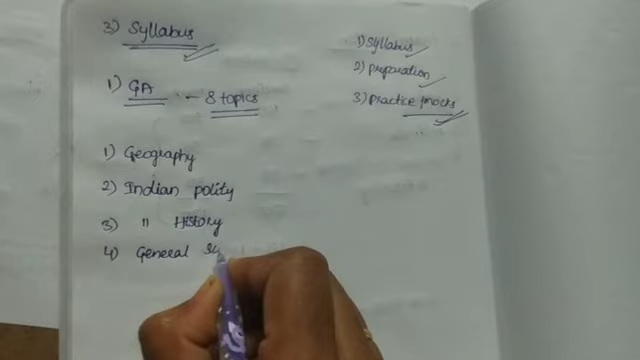 3) Syllabus
1) GA - 8 topics
1) Geography
2) Indian polity
3) " History
4) General
1) Syllabus
2) preparation
3) practice mocks